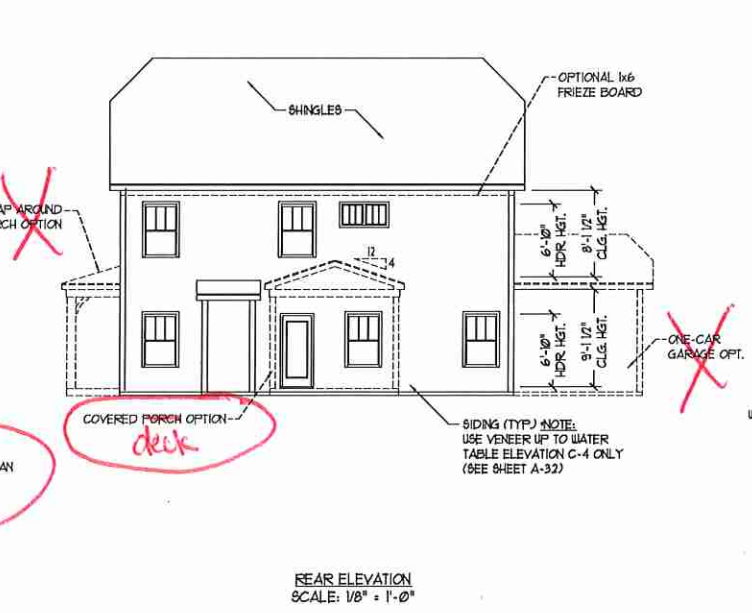 OPTIONAL 1x6
FRIEZE BOARD
SHINGLES
AP AROUND
RCH OPTION
12
4
6'-10"
HDR. HGT.
8'-1 1/2"
CLG. HGT.
6'-10"
HDR. HGT.
9'-1 1/2"
CLG. HGT.
ONE-CAR
GARAGE OPT.
COVERED PORCH OPTION
deck
SIDING (TYP.) NOTE:
USE VENEER UP TO WATER
TABLE ELEVATION C-4 ONLY
(SEE SHEET A-3.2)
AN
REAR ELEVATION
SCALE: 1/8" = 1'-0"